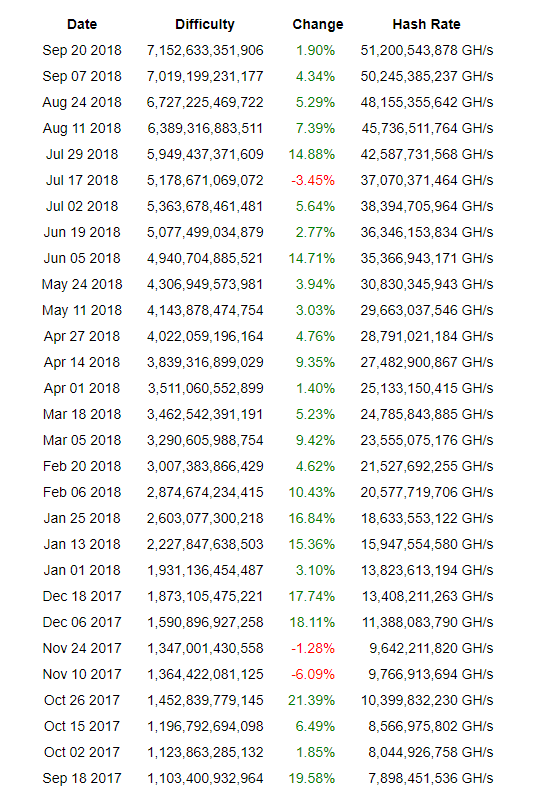 Date Difficulty Change Hash Rate
Sep 20 2018 7,152,633,351,906 1.90% 51,200,543,878 GH/s
Sep 07 2018 7,019,199,231,177 4.34% 50,245,385,237 GH/s
Aug 24 2018 6,727,225,469,722 5.29% 48,155,355,642 GH/s
Aug 11 2018 6,389,316,883,511 7.39% 45,736,511,764 GH/s
Jul 29 2018 5,949,437,371,609 14.88% 42,587,731,568 GH/s
Jul 17 2018 5,178,671,069,072 -3.45% 37,070,371,464 GH/s
Jul 02 2018 5,363,678,461,481 5.64% 38,394,705,964 GH/s
Jun 19 2018 5,077,499,034,879 2.77% 36,346,153,834 GH/s
Jun 05 2018 4,940,704,885,521 14.71% 35,366,943,171 GH/s
May 24 2018 4,306,949,573,981 3.94% 30,830,345,943 GH/s
May 11 2018 4,143,878,474,754 3.03% 29,663,037,546 GH/s
Apr 27 2018 4,022,059,196,164 4.76% 28,791,021,184 GH/s
Apr 14 2018 3,839,316,899,029 9.35% 27,482,900,867 GH/s
Apr 01 2018 3,511,060,552,899 1.40% 25,133,150,415 GH/s
Mar 18 2018 3,462,542,391,191 5.23% 24,785,843,885 GH/s
Mar 05 2018 3,290,605,988,754 9.42% 23,555,075,176 GH/s
Feb 20 2018 3,007,383,866,429 4.62% 21,527,692,255 GH/s
Feb 06 2018 2,874,674,234,415 10.43% 20,577,719,706 GH/s
Jan 25 2018 2,603,077,300,218 16.84% 18,633,553,122 GH/s
Jan 13 2018 2,227,847,638,503 15.36% 15,947,554,580 GH/s
Jan 01 2018 1,931,136,454,487 3.10% 13,823,613,194 GH/s
Dec 18 2017 1,873,105,475,221 17.74% 13,408,211,263 GH/s
Dec 06 2017 1,590,896,927,258 18.11% 11,388,083,790 GH/s
Nov 24 2017 1,347,001,430,558 -1.28% 9,642,211,820 GH/s
Nov 10 2017 1,364,422,081,125 -6.09% 9,766,913,694 GH/s
Oct 26 2017 1,452,839,779,145 21.39% 10,399,832,230 GH/s
Oct 15 2017 1,196,792,694,098 6.49% 8,566,975,802 GH/s
Oct 02 2017 1,123,863,285,132 1.85% 8,044,926,758 GH/s
Sep 18 2017 1,103,400,932,964 19.58% 7,898,451,536 GH/s